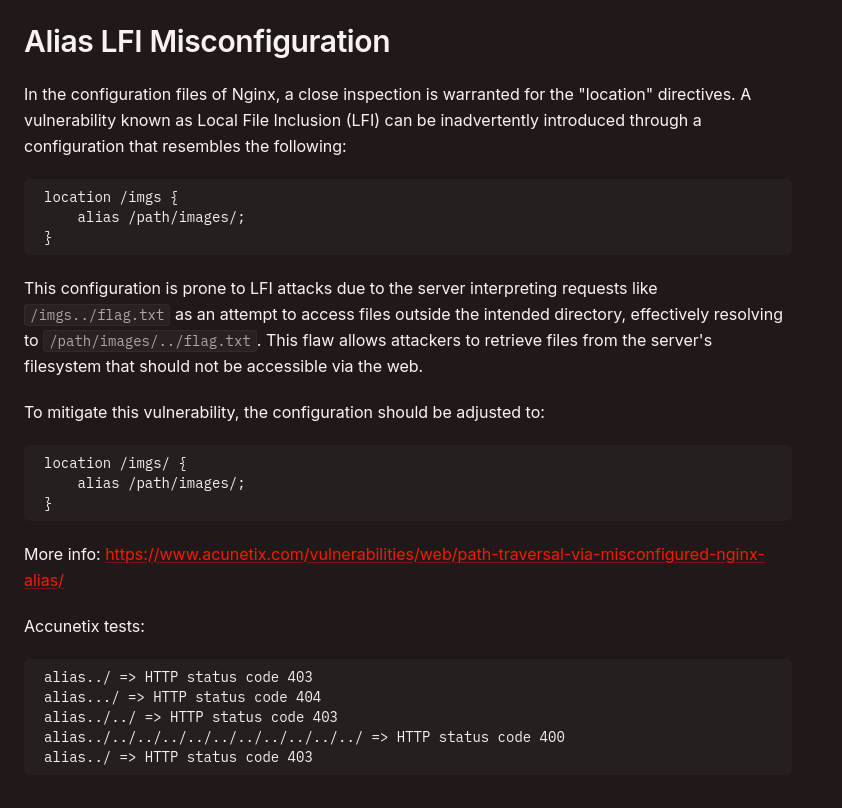 Alias LFI Misconfiguration
In the configuration files of Nginx, a close inspection is warranted for the "location" directives. A
vulnerability known as Local File Inclusion (LFI) can be inadvertently introduced through a
configuration that resembles the following:
location /imgs {
    alias /path/images/;
}
This configuration is prone to LFI attacks due to the server interpreting requests like
/imgs../flag.txt as an attempt to access files outside the intended directory, effectively resolving
to /path/images/../flag.txt. This flaw allows attackers to retrieve files from the server's
filesystem that should not be accessible via the web.
To mitigate this vulnerability, the configuration should be adjusted to:
location /imgs/ {
    alias /path/images/;
}
More info: https://www.acunetix.com/vulnerabilities/web/path-traversal-via-misconfigured-nginx-
alias/
Accunetix tests:
alias../ => HTTP status code 403
alias.../ => HTTP status code 404
alias../../ => HTTP status code 403
alias../../../../../../../../../../../ => HTTP status code 400
alias../ => HTTP status code 403